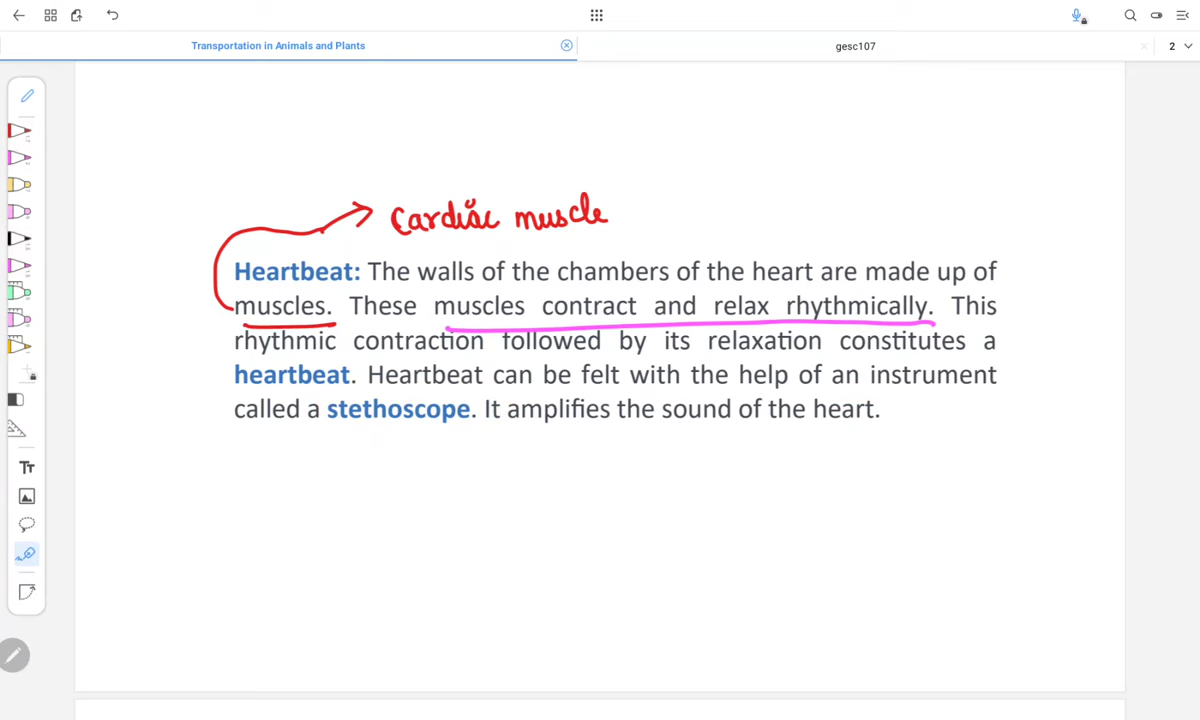 Transportation in Animals and Plants
gesc107
2
Cardiac muscle
Heartbeat: The walls of the chambers of the heart are made up of
muscles. These muscles contract and relax rhythmically. This
rhythmic contraction followed by its relaxation constitutes a
heartbeat. Heartbeat can be felt with the help of an instrument
called a stethoscope. It amplifies the sound of the heart.
TT